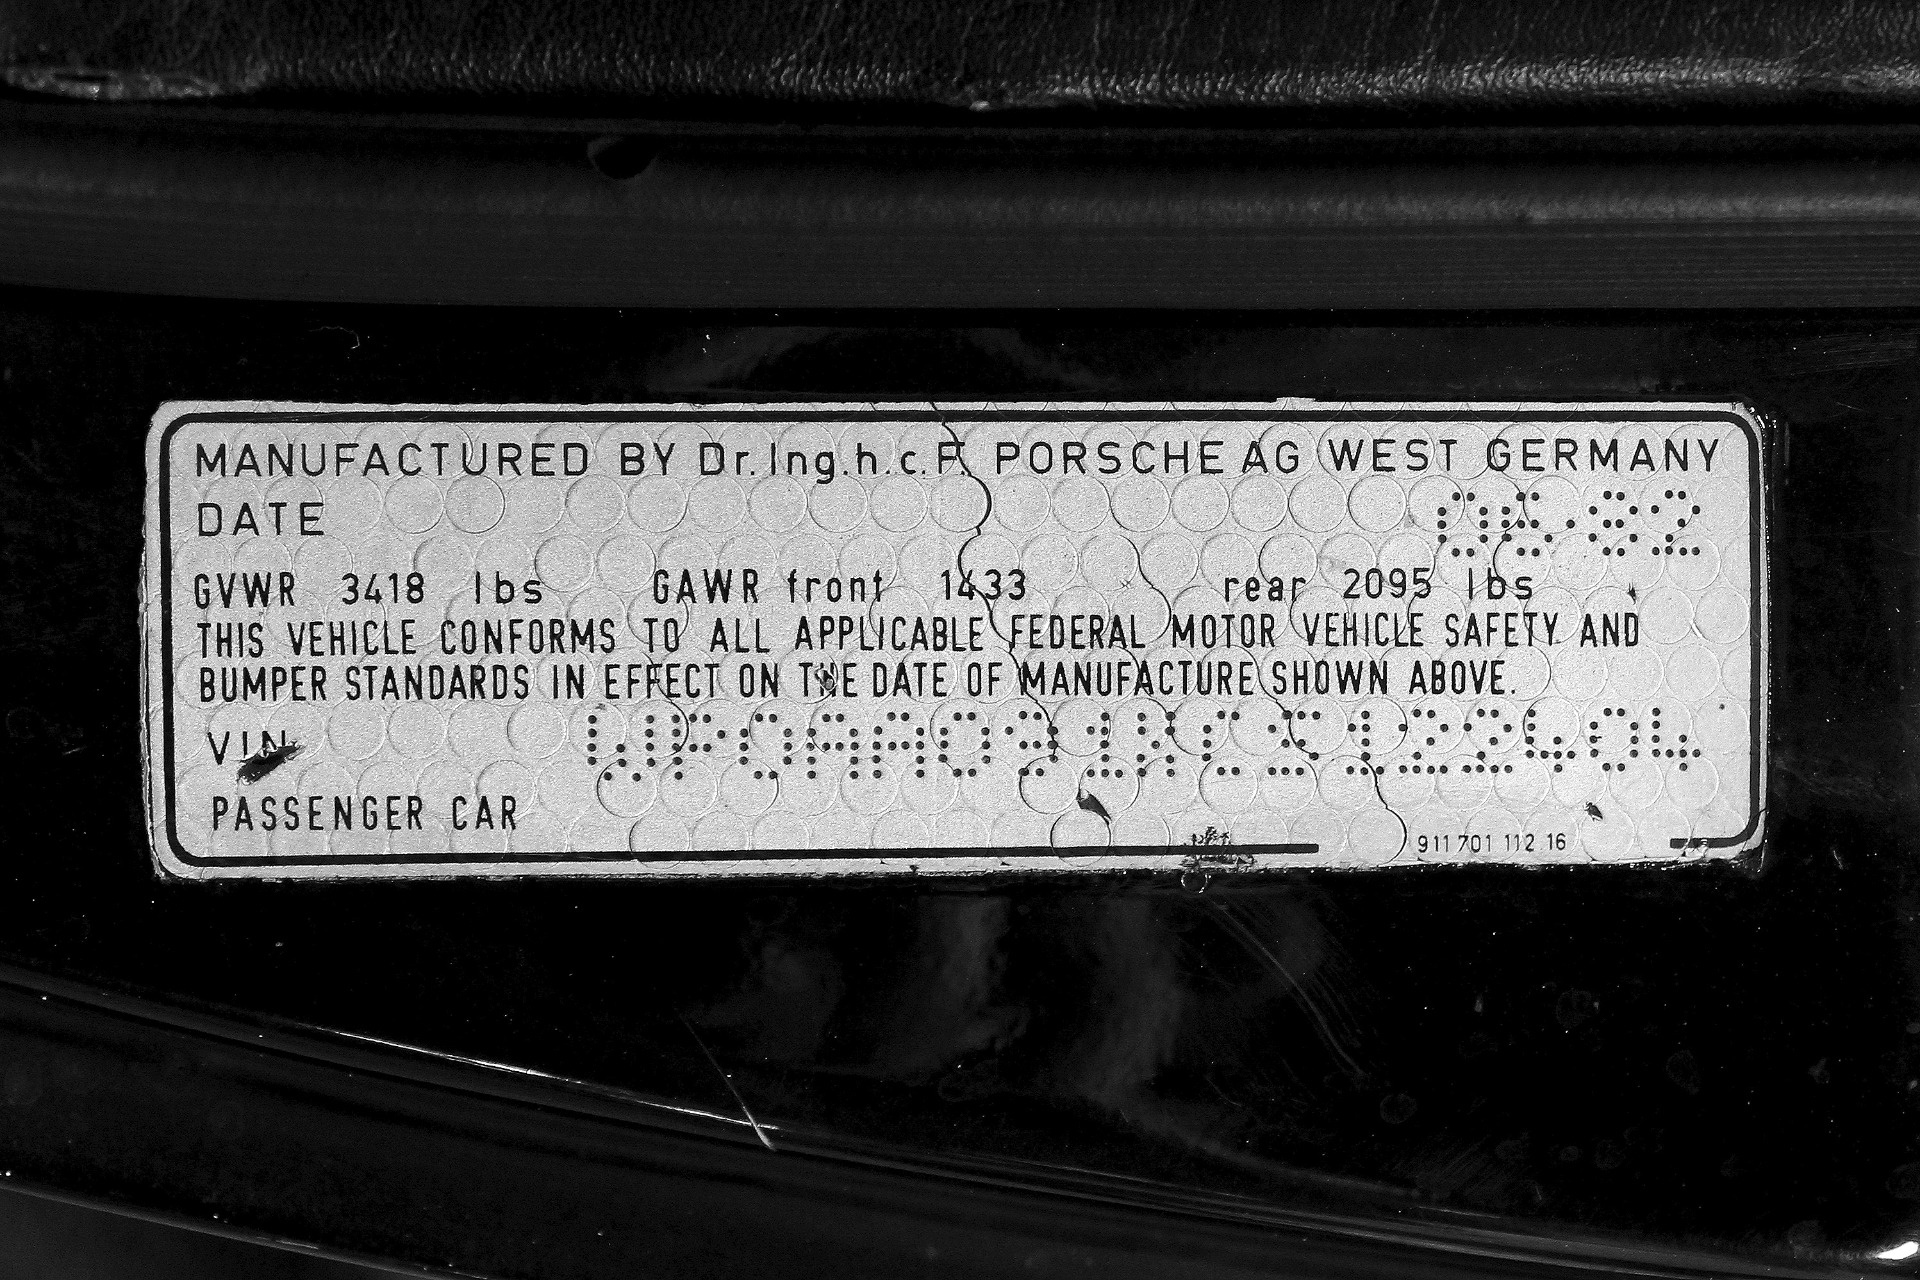 MANUFACTURED BY Dr.Ing.h.c.F. PORSCHE AG WEST GERMANY
DATE
GVWR 3418 lbs GAWR front 1433 rear 2095 lbs
THIS VEHICLE CONFORMS TO ALL APPLICABLE FEDERAL MOTOR VEHICLE SAFETY AND
BUMPER STANDARDS IN EFFECT ON THE DATE OF MANUFACTURE SHOWN ABOVE.
VIN WP0AA091XCS122404
PASSENGER CAR
911 701 112 16